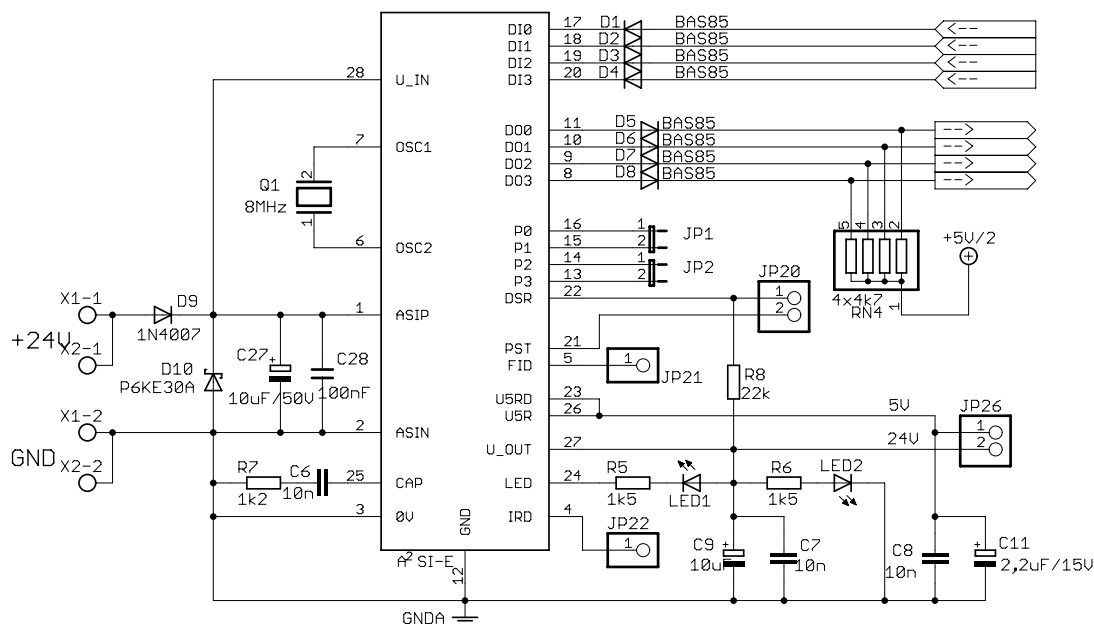 DI0 17 D1 BAS85 <--
DI1 18 D2 BAS85 <--
DI2 19 D3 BAS85 <--
DI3 20 D4 BAS85 <--
28 U_IN
DO0 11 D5 BAS85 -->
DO1 10 D6 BAS85 -->
DO2 9 D7 BAS85 -->
DO3 8 D8 BAS85 -->
7 OSC1
Q1 2
8MHz 1
6 OSC2
P0 16 1 JP1
P1 15 2
P2 14 1 JP2
P3 13 2
5 4 3 2
4x4k7
RN4 1
+5V/2
DSR 22
JP20
1
2
X1-1 D9
1N4007
1 ASIP
+24V
X2-1
D10
P6KE30A
C27 +
10uF/50V
C28
100nF
PST 21
FID 5 1 JP21
R8
22k
U5RD 23
U5R 26 5V
JP26
1
2
U_OUT 27 24V
X1-2
2 ASIN
GND
X2-2
R7 C6
1k2 10n
25 CAP
LED 24 R5 LED1 R6 LED2
1k5 1k5
3 0V
GND
IRD 4
JP22
1
C9 +
10uF
C7
10n
C8
10n
C11 +
2,2uF/15V
A² SI-E
12
GNDA